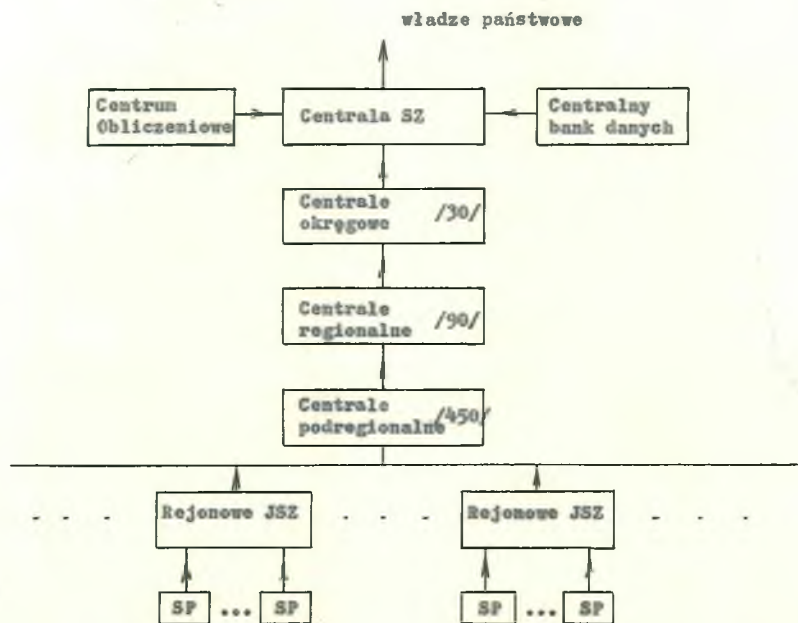 władze państwowe
Centrum
Obliczeniowe
Centrala SZ
Centralny
bank danych
Centrale /30/
okręgowe
Centrale /90/
regionalne
Centrale /450/
podregionalne
. . . . Rejonowe JSZ . . . . Rejonowe JSZ . . . .
SP ... SP SP ... SP